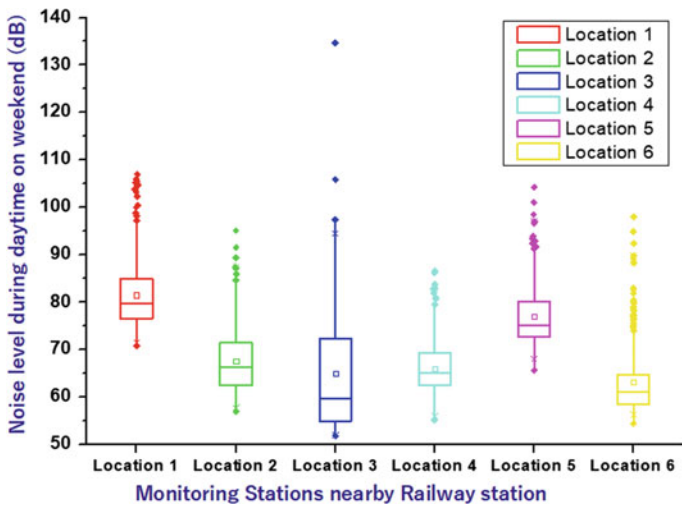 Noise level during daytime on weekend (dB)
140
130
120
110
100
90
80
70
60
50
Location 1
Location 2
Location 3
Location 4
Location 5
Location 6
Location 1 Location 2 Location 3 Location 4 Location 5 Location 6
Monitoring Stations nearby Railway station